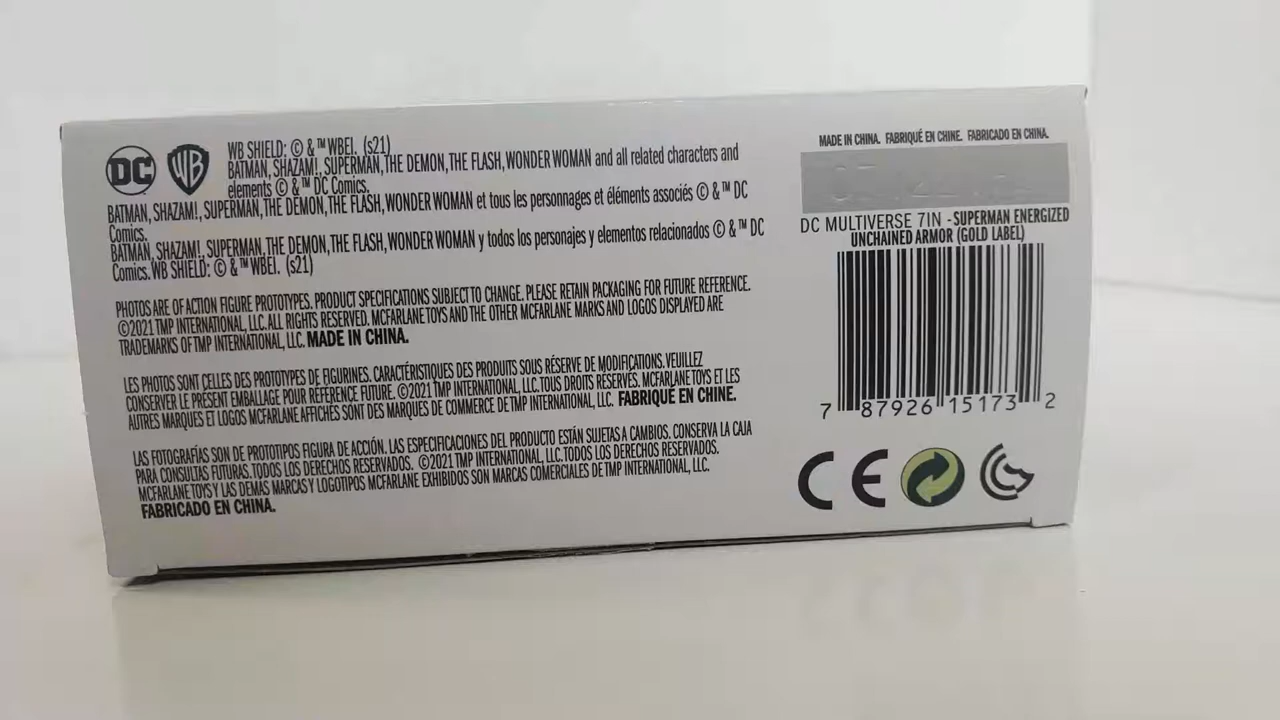 DC WB WB SHIELD: © & ™ WBEI. (s21)
BATMAN, SHAZAM!, SUPERMAN, THE DEMON, THE FLASH, WONDER WOMAN and all related characters and
elements © & ™ DC Comics.
BATMAN, SHAZAM!, SUPERMAN, THE DEMON, THE FLASH, WONDER WOMAN et tous les personnages et éléments associés © & ™ DC
Comics.
BATMAN, SHAZAM!, SUPERMAN, THE DEMON, THE FLASH, WONDER WOMAN y todos los personajes y elementos relacionados © & ™ DC
Comics. WB SHIELD: © & ™ WBEI. (s21)
PHOTOS ARE OF ACTION FIGURE PROTOTYPES. PRODUCT SPECIFICATIONS SUBJECT TO CHANGE. PLEASE RETAIN PACKAGING FOR FUTURE REFERENCE.
©2021 TMP INTERNATIONAL, LLC. ALL RIGHTS RESERVED. MCFARLANE TOYS AND THE OTHER MCFARLANE MARKS AND LOGOS DISPLAYED ARE
TRADEMARKS OF TMP INTERNATIONAL, LLC. MADE IN CHINA.
LES PHOTOS SONT CELLES DES PROTOTYPES DE FIGURINES. CARACTÉRISTIQUES DES PRODUITS SOUS RÉSERVE DE MODIFICATIONS. VEUILLEZ
CONSERVER LE PRÉSENT EMBALLAGE POUR RÉFÉRENCE FUTURE. ©2021 TMP INTERNATIONAL, LLC. TOUS DROITS RÉSERVÉS. MCFARLANE TOYS ET LES
AUTRES MARQUES ET LOGOS MCFARLANE AFFICHÉS SONT DES MARQUES DE COMMERCE DE TMP INTERNATIONAL, LLC. FABRIQUÉ EN CHINE.
LAS FOTOGRAFÍAS SON DE PROTOTIPOS FIGURA DE ACCIÓN. LAS ESPECIFICACIONES DEL PRODUCTO ESTÁN SUJETAS A CAMBIOS. CONSERVA LA CAJA
PARA CONSULTAS FUTURAS. TODOS LOS DERECHOS RESERVADOS. ©2021 TMP INTERNATIONAL, LLC. TODOS LOS DERECHOS RESERVADOS.
MCFARLANE TOYS Y LAS DEMAS MARCAS Y LOGOTIPOS MCFARLANE EXHIBIDOS SON MARCAS COMERCIALES DE TMP INTERNATIONAL, LLC.
FABRICADO EN CHINA.
MADE IN CHINA. FABRIQUÉ EN CHINE. FABRICADO EN CHINA.
DC MULTIVERSE 7IN - SUPERMAN ENERGIZED
UNCHAINED ARMOR (GOLD LABEL)
7 87926 15173 2
CE